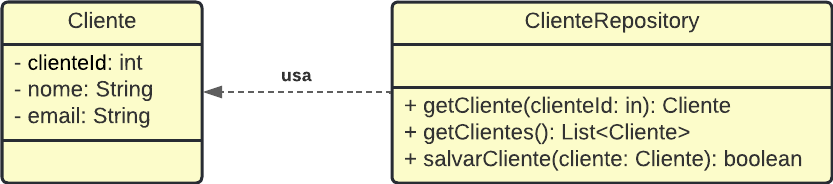 Cliente
- clienteId: int
- nome: String
- email: String
usa
ClienteRepository
+ getCliente(clienteId: in): Cliente
+ getClientes(): List<Cliente>
+ salvarCliente(cliente: Cliente): boolean